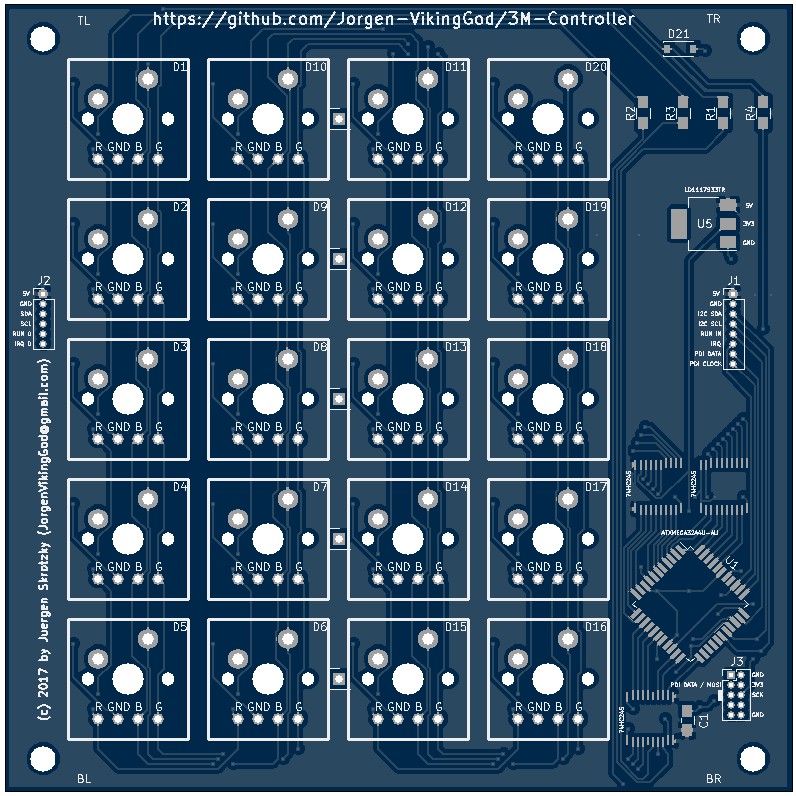 TL
https://github.com/Jorgen-VikingGod/3M-Controller
TR
D21
D1
D10
D11
D20
R2
R3
R1
R4
R GND B G
R GND B G
R GND B G
R GND B G
LD1117S33TR
U5
5V
3V3
GND
D2
D9
D12
D19
R GND B G
R GND B G
R GND B G
R GND B G
J2
5V
GND
SDA
SCL
RUN O
IRQ O
J1
5V
GND
I2C SDA
I2C SCL
RUN IN
IRQ
PDI DATA
PDI CLOCK
D3
D8
D13
D18
R GND B G
R GND B G
R GND B G
R GND B G
(c) 2017 by Juergen Skrotzky (JorgenVikingGod@gmail.com)
74HC245
74HC245
D4
D7
D14
D17
R GND B G
R GND B G
R GND B G
R GND B G
ATXMEGA32A4U-AU
U1
D5
D6
D15
D16
R GND B G
R GND B G
R GND B G
R GND B G
J3
GND
PDI DATA / MOSI
3V3
SCK
GND
74HC245
C1
BL
BR